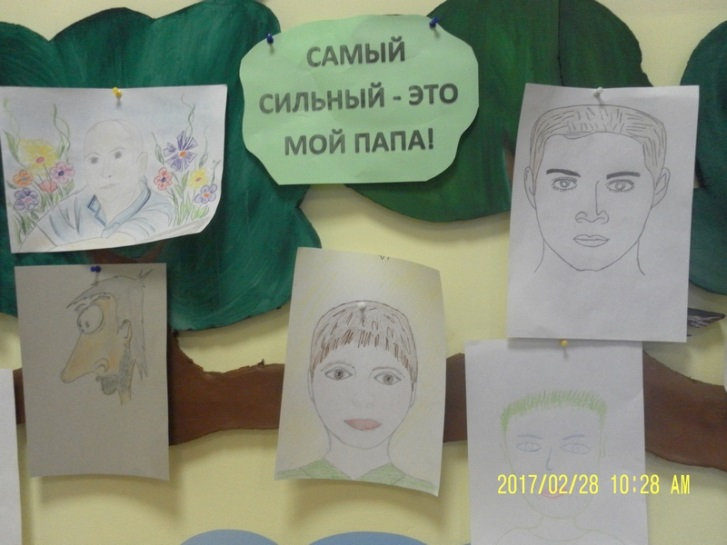 САМЫЙ
СИЛЬНЫЙ - ЭТО
МОЙ ПАПА!
2017/02/28 10:28 AM